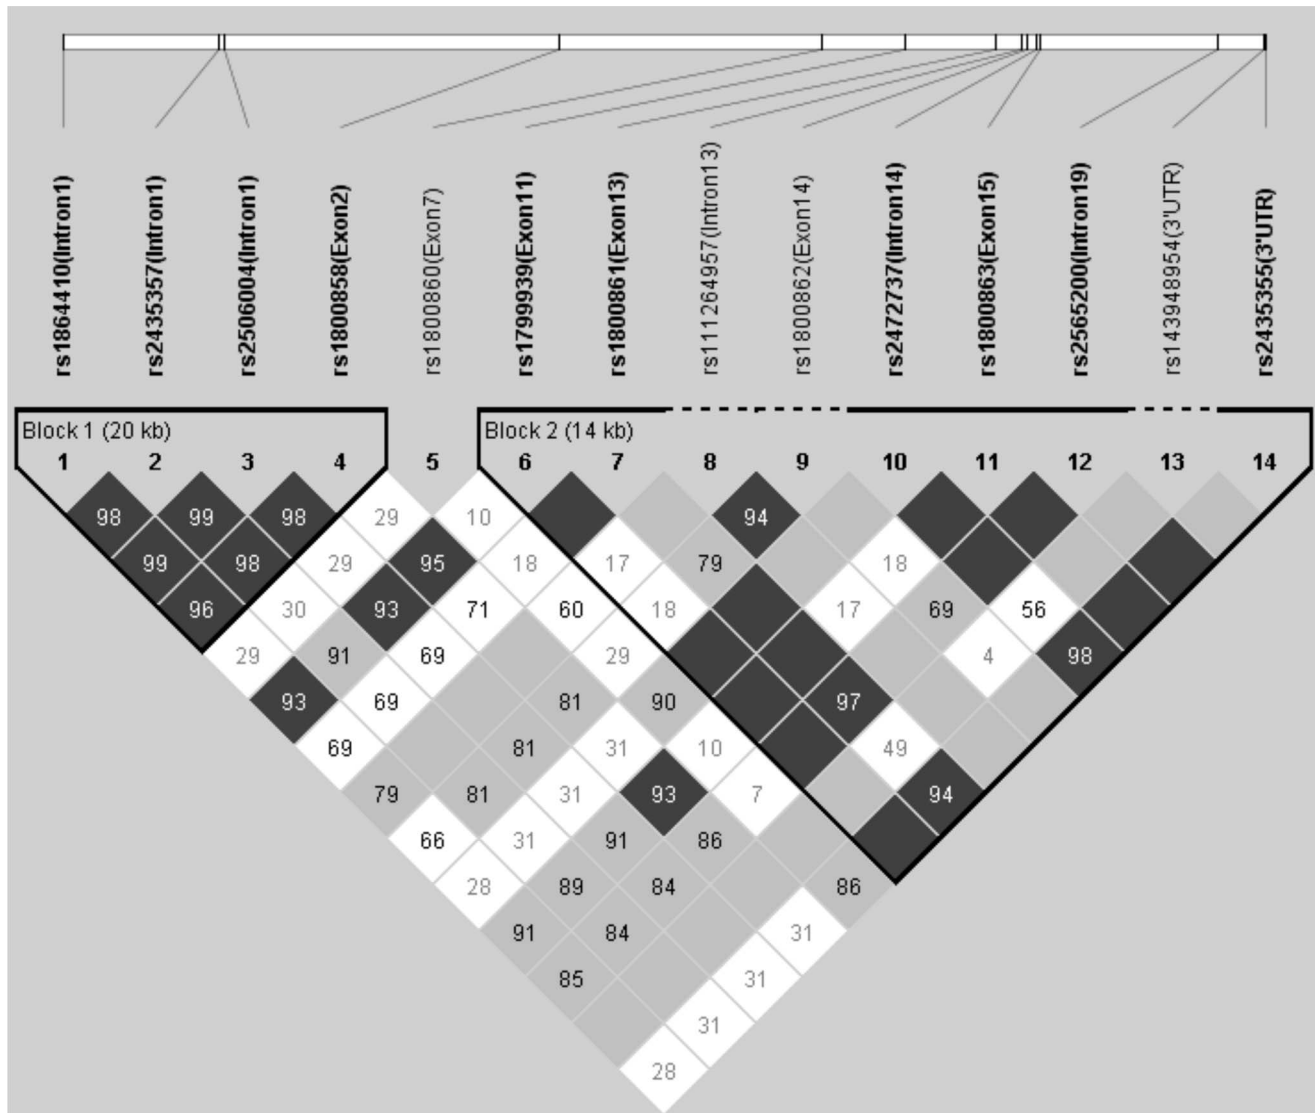 rs1864410(Intron1)
rs2435357(Intron1)
rs2506004(Intron1)
rs1800858(Exon2)
rs1800860(Exon7)
rs1799939(Exon11)
rs1800861(Exon13)
rs111264957(Intron13)
rs1800862(Exon14)
rs2472737(Intron14)
rs1800863(Exon15)
rs2565200(Intron19)
rs143948954(3'UTR)
rs2435355(3'UTR)
Block 1 (20 kb) Block 2 (14 kb)
1 2 3 4 5 6 7 8 9 10 11 12 13 14
98 99 98 29 10 94
99 98 29 95 18 17 79 18
96 30 93 71 60 18 17 69 56
29 91 69 29 4 98
93 69 81 90 97
69 81 31 10 49
79 81 31 93 7 94
66 31 91 86
28 89 84 86
91 84 31
85 31
31
28